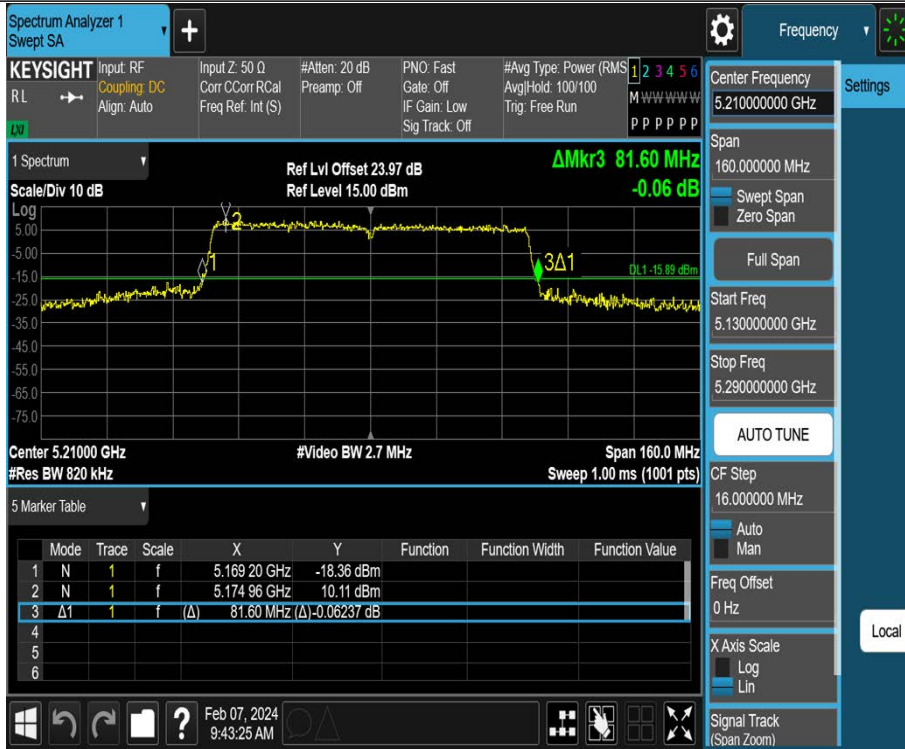 Spectrum Analyzer 1
Swept SA
+
Frequency
KEYSIGHT
R L
LXI
Input: RF
Coupling: DC
Align: Auto
Input Z: 50 Ω
Corr CCorr RCal
Freq Ref: Int (S)
#Atten: 20 dB
Preamp: Off
PNO: Fast
Gate: Off
IF Gain: Low
Sig Track: Off
#Avg Type: Power (RMS
Avg|Hold: 100/100
Trig: Free Run
1 2 3 4 5 6
M W W W W W
P P P P P P
1 Spectrum
Scale/Div 10 dB
Ref Lvl Offset 23.97 dB
Ref Level 15.00 dBm
ΔMkr3 81.60 MHz
-0.06 dB
Log
5.00
-5.00
-15.0
-25.0
-35.0
-45.0
-55.0
-65.0
-75.0
2
1
3Δ1
DL1 -15.89 dBm
Center 5.21000 GHz
#Res BW 820 kHz
#Video BW 2.7 MHz
Span 160.0 MHz
Sweep 1.00 ms (1001 pts)
5 Marker Table
Mode Trace Scale X Y Function Function Width Function Value
1 N 1 f 5.169 20 GHz -18.36 dBm
2 N 1 f 5.174 96 GHz 10.11 dBm
3 Δ1 1 f (Δ) 81.60 MHz (Δ) -0.06237 dB
4
5
6
?
Feb 07, 2024
9:43:25 AM
Center Frequency
5.210000000 GHz
Settings
Span
160.000000 MHz
Swept Span
Zero Span
Full Span
Start Freq
5.130000000 GHz
Stop Freq
5.290000000 GHz
AUTO TUNE
CF Step
16.000000 MHz
Auto
Man
Freq Offset
0 Hz
Local
X Axis Scale
Log
Lin
Signal Track
(Span Zoom)